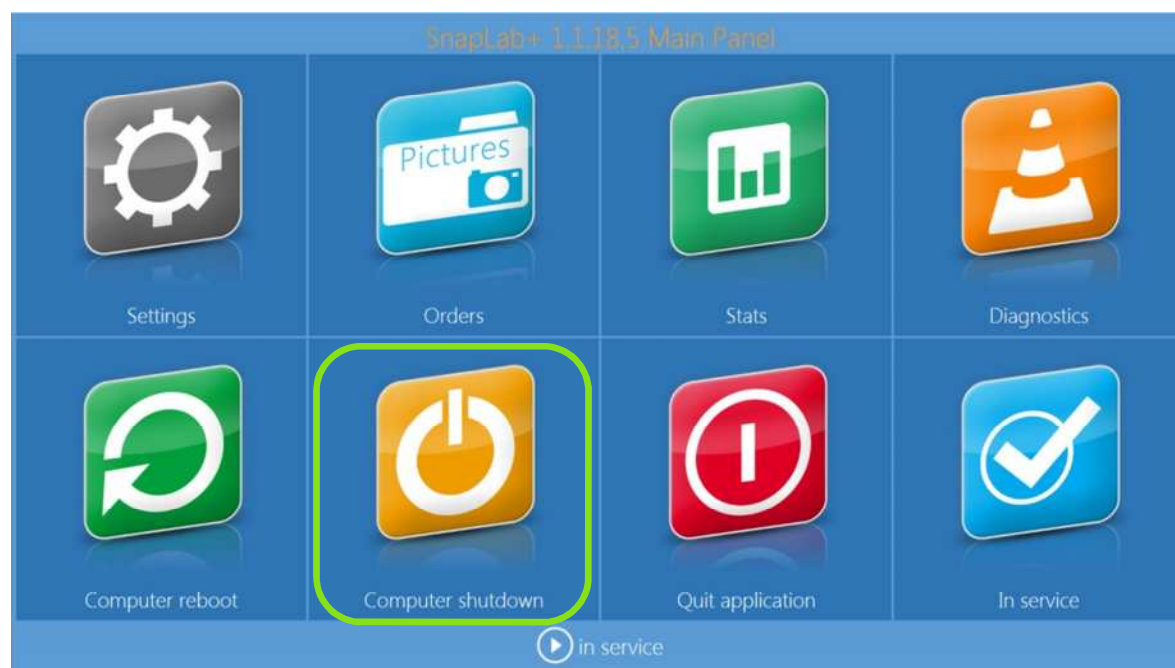 SnapLab+ 1.1.18.5 Main Panel
Pictures
Settings
Orders
Stats
Diagnostics
Computer reboot
Computer shutdown
Quit application
In service
in service